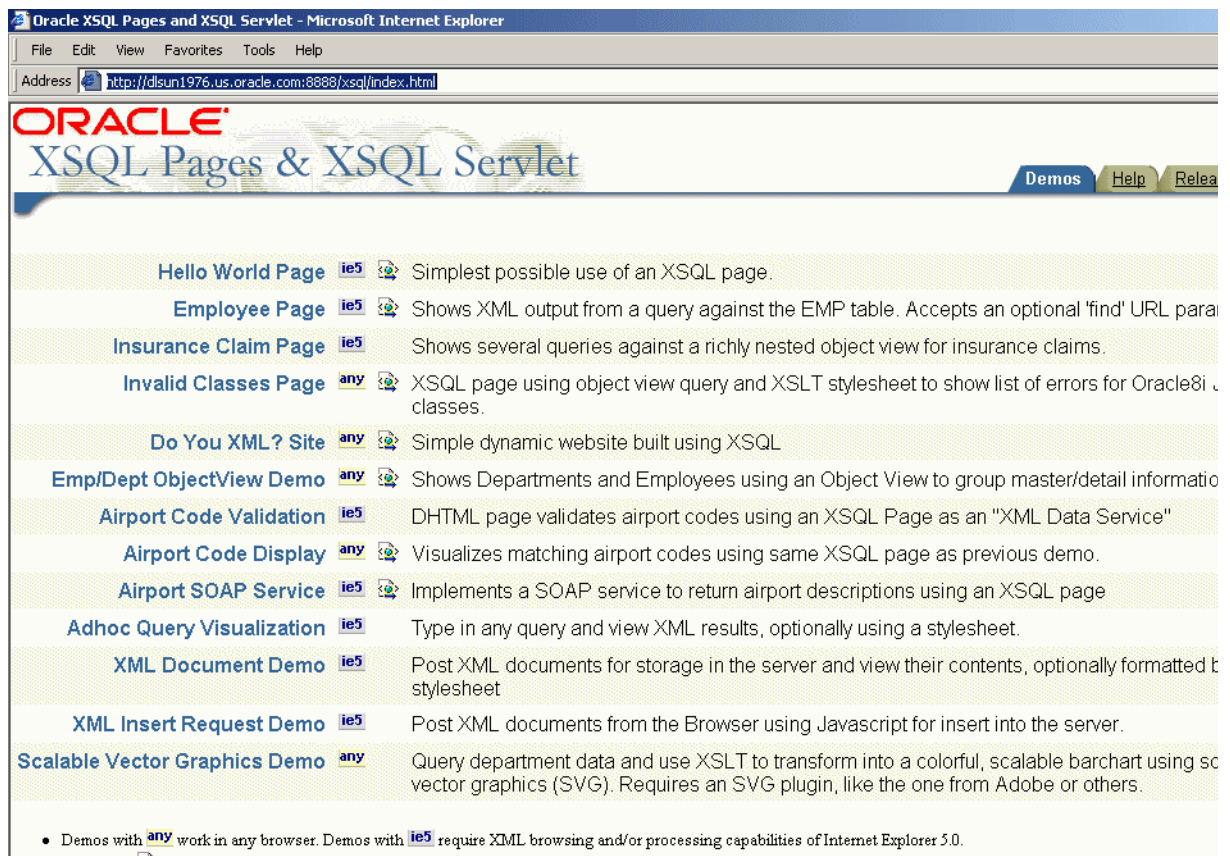 Oracle XSQL Pages and XSQL Servlet - Microsoft Internet Explorer
File Edit View Favorites Tools Help
Address http://dlsun1976.us.oracle.com:8888/xsql/index.html
ORACLE
XSQL Pages & XSQL Servlet
Demos Help Relea
Hello World Page ie5 Simplest possible use of an XSQL page.
Employee Page ie5 Shows XML output from a query against the EMP table. Accepts an optional 'find' URL para
Insurance Claim Page ie5 Shows several queries against a richly nested object view for insurance claims.
Invalid Classes Page any XSQL page using object view query and XSLT stylesheet to show list of errors for Oracle8i J
classes.
Do You XML? Site any Simple dynamic website built using XSQL
Emp/Dept ObjectView Demo any Shows Departments and Employees using an Object View to group master/detail informatio
Airport Code Validation ie5 DHTML page validates airport codes using an XSQL Page as an "XML Data Service"
Airport Code Display any Visualizes matching airport codes using same XSQL page as previous demo.
Airport SOAP Service ie5 Implements a SOAP service to return airport descriptions using an XSQL page
Adhoc Query Visualization ie5 Type in any query and view XML results, optionally using a stylesheet.
XML Document Demo ie5 Post XML documents for storage in the server and view their contents, optionally formatted b
stylesheet
XML Insert Request Demo ie5 Post XML documents from the Browser using Javascript for insert into the server.
Scalable Vector Graphics Demo any Query department data and use XSLT to transform into a colorful, scalable barchart using sc
vector graphics (SVG). Requires an SVG plugin, like the one from Adobe or others.
• Demos with any work in any browser. Demos with ie5 require XML browsing and/or processing capabilities of Internet Explorer 5.0.